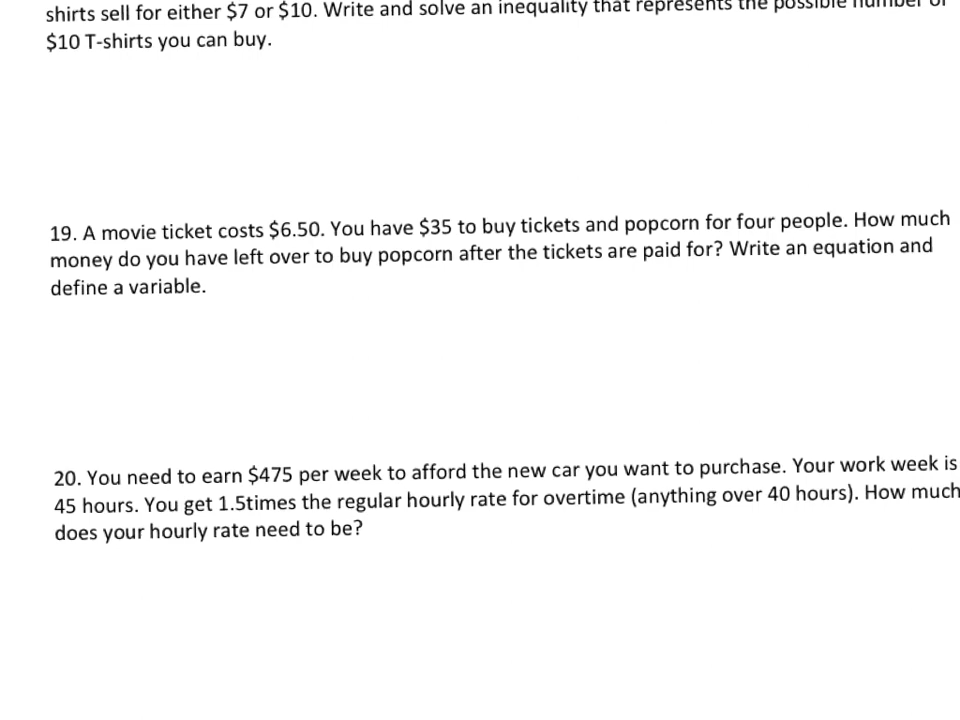 shirts sell for either $7 or $10. Write and solve an inequality that represents the possible number of
$10 T-shirts you can buy.
19. A movie ticket costs $6.50. You have $35 to buy tickets and popcorn for four people. How much
money do you have left over to buy popcorn after the tickets are paid for? Write an equation and
define a variable.
20. You need to earn $475 per week to afford the new car you want to purchase. Your work week is
45 hours. You get 1.5times the regular hourly rate for overtime (anything over 40 hours). How much
does your hourly rate need to be?